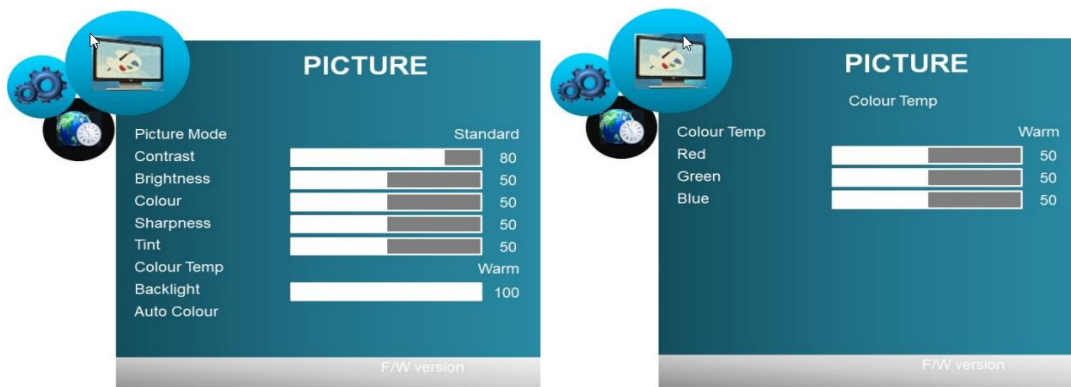 PICTURE
Picture Mode Standard
Contrast 80
Brightness 50
Colour 50
Sharpness 50
Tint 50
Colour Temp Warm
Backlight 100
Auto Colour
F/W version
PICTURE
Colour Temp
Colour Temp Warm
Red 50
Green 50
Blue 50
F/W version